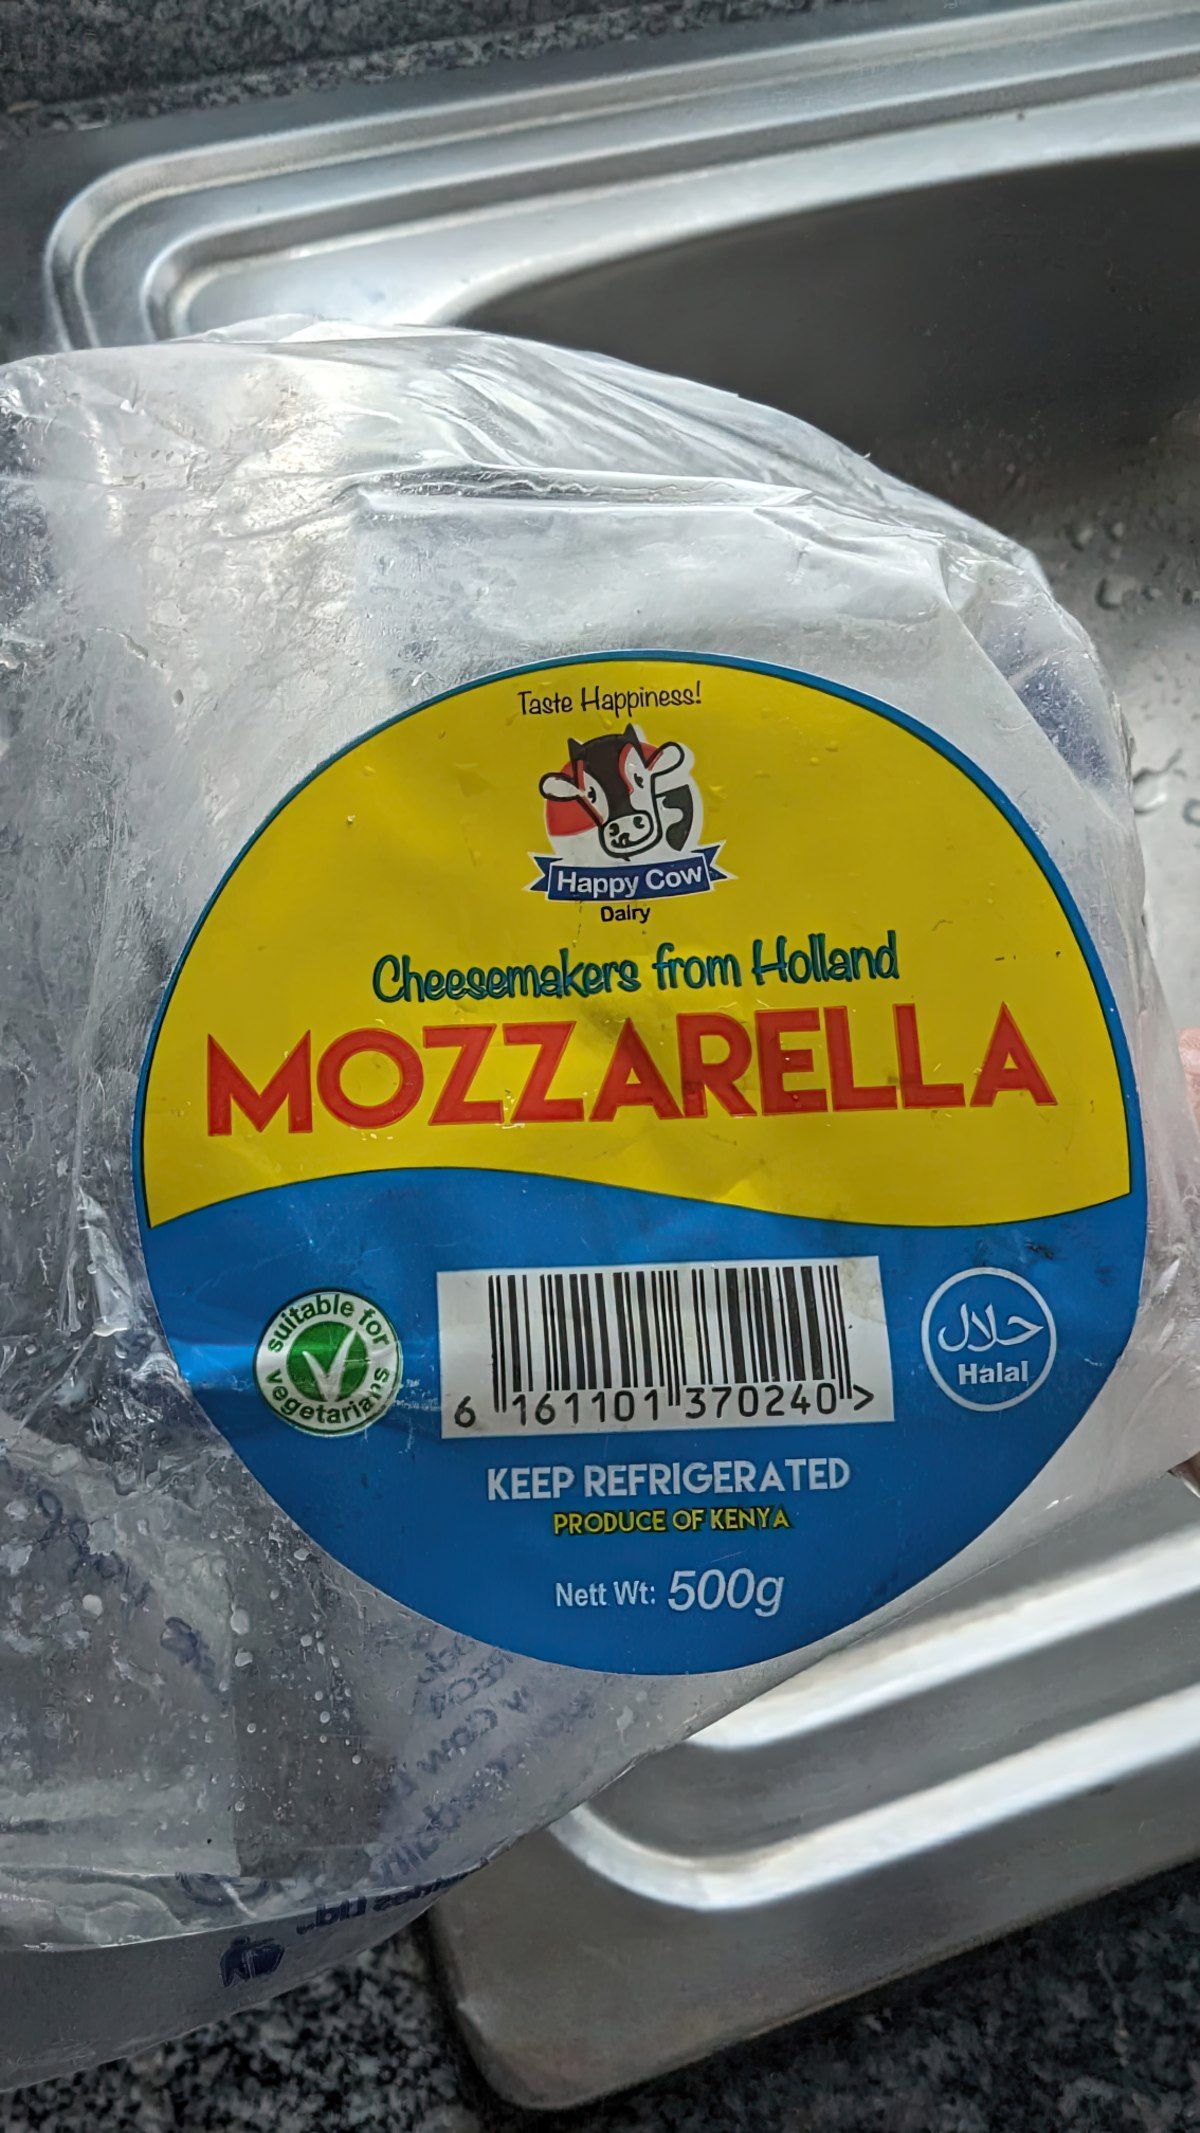 Taste Happiness!
Happy Cow
Dairy
Cheesemakers from Holland
MOZZARELLA
suitable for
vegetarians
6 161101 370240 >
حلال
Halal
KEEP REFRIGERATED
PRODUCE OF KENYA
Nett Wt: 500g